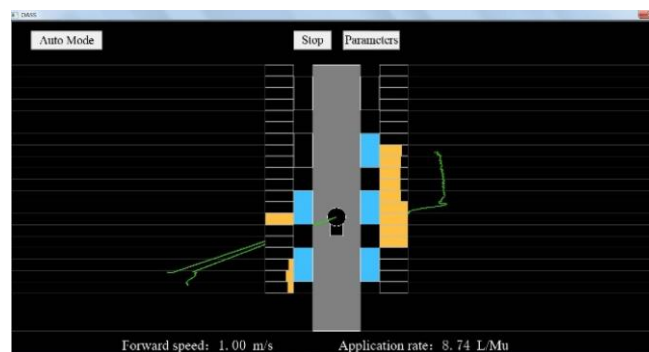 Auto Mode
Stop
Parameters
Forward speed: 1.00 m/s
Application rate: 8.74 L/Mu